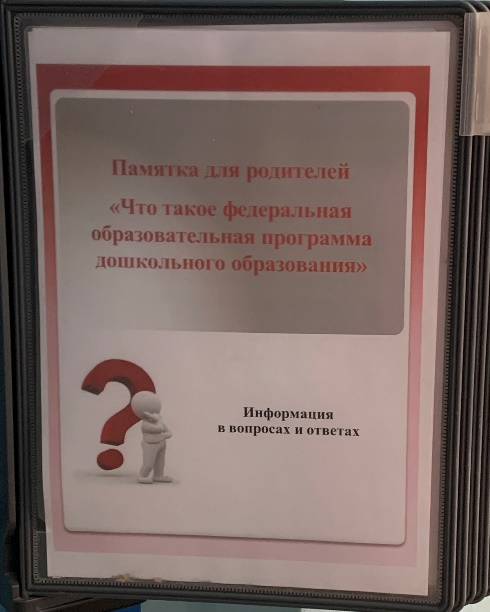 Памятка для родителей
«Что такое федеральная
образовательная программа
дошкольного образования»
Информация
в вопросах и ответах